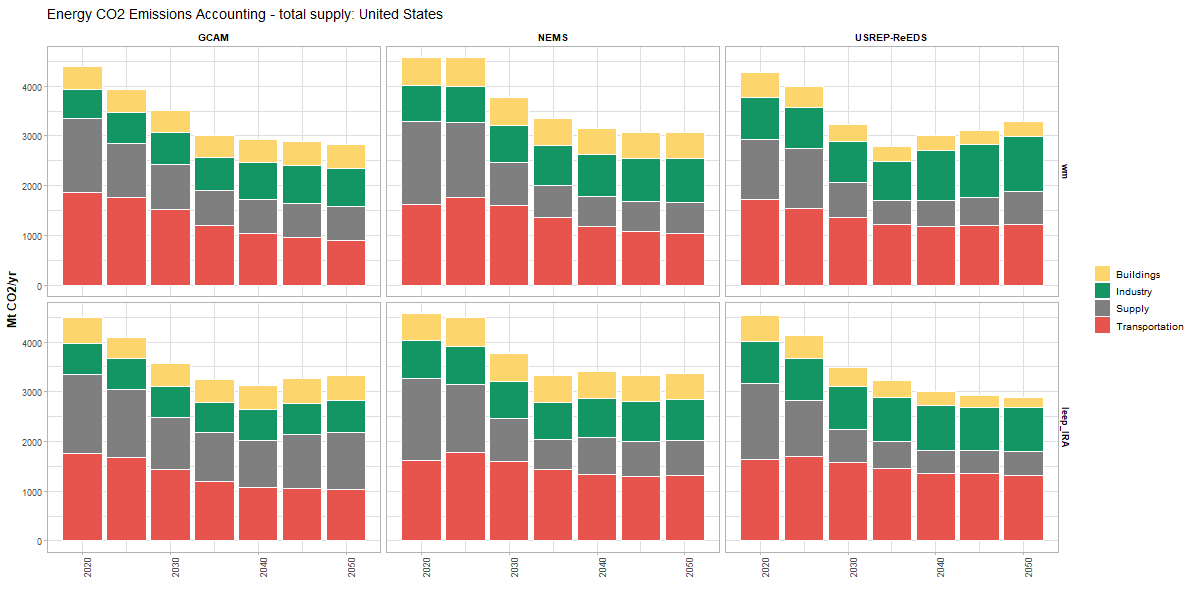 Energy CO2 Emissions Accounting - total supply: United States
GCAM
NEMS
USREP-ReEDS
Mt CO2/yr
4000
3000
2000
1000
0
wm
4000
3000
2000
1000
0
leep_IRA
2020
2030
2040
2050
2020
2030
2040
2050
2020
2030
2040
2050
Buildings
Industry
Supply
Transportation